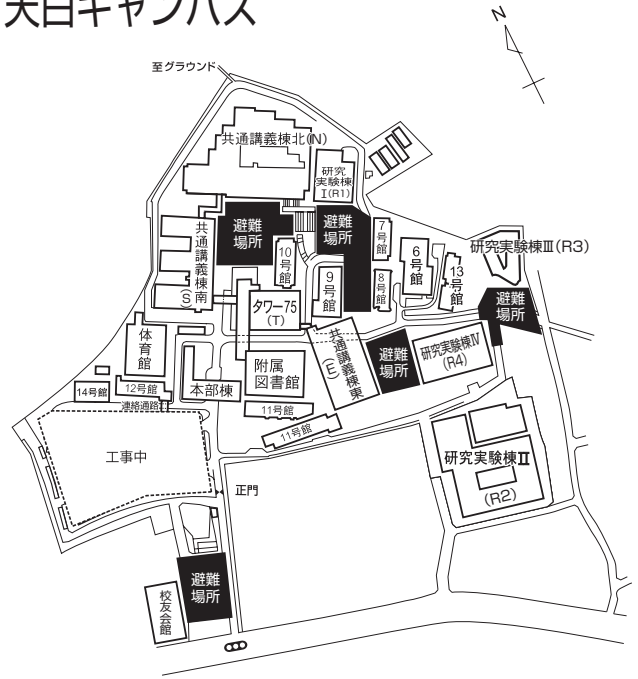 天白キャンパス
N
至グラウンド
共通講義棟北(N)
研究
実験棟
I(R1)
避難
場所
避難
場所
共通講義棟南
(S)
10号館
7号館
6号館
13号館
研究実験棟Ⅲ(R3)
9号館
8号館
避難
場所
タワー75
(T)
体育館
共通講義棟東
(E)
避難
場所
研究実験棟Ⅳ
(R4)
附属
図書館
14号館
12号館
本部棟
連絡通路
11号館
11号館
工事中
研究実験棟Ⅱ
(R2)
正門
避難
場所
校友会館